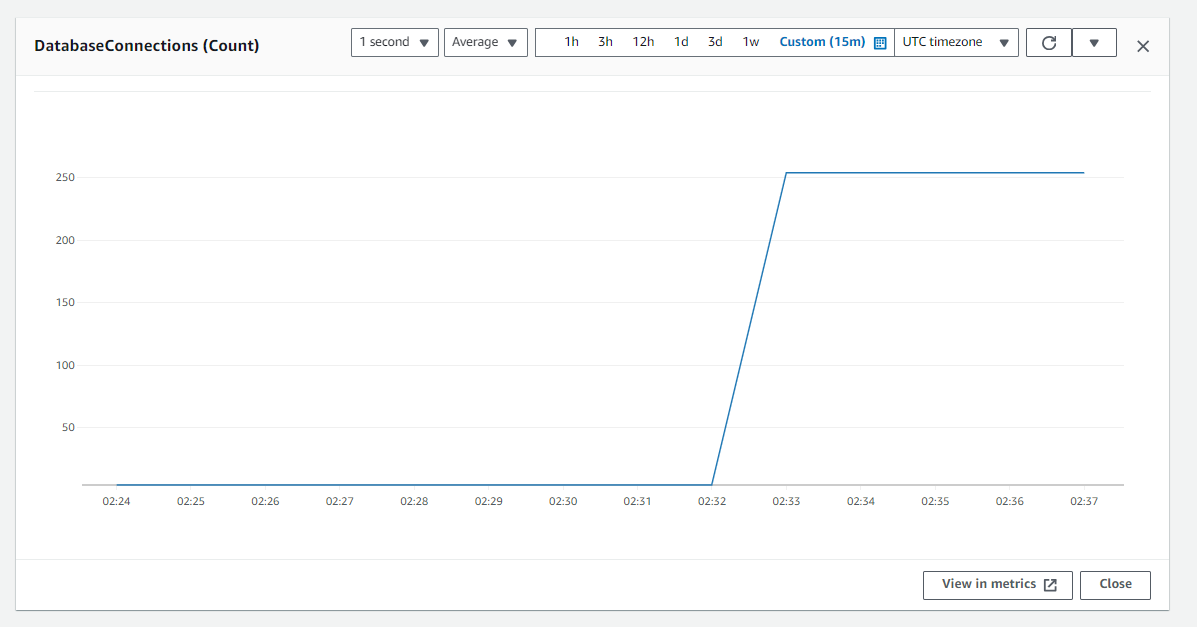 DatabaseConnections (Count)
1 second
Average
1h 3h 12h 1d 3d 1w Custom (15m)
UTC timezone
250
200
150
100
50
02:24 02:25 02:26 02:27 02:28 02:29 02:30 02:31 02:32 02:33 02:34 02:35 02:36 02:37
View in metrics
Close